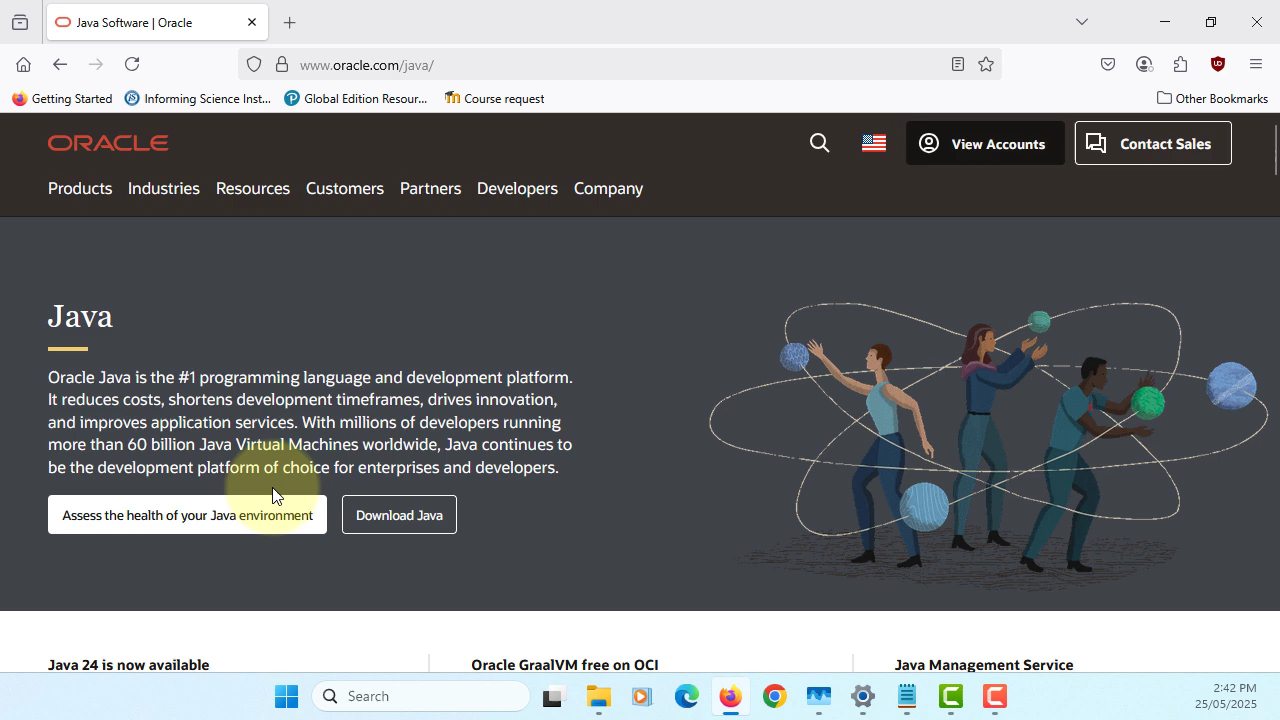 Java Software | Oracle
www.oracle.com/java/
Getting Started
Informing Science Inst...
Global Edition Resour...
Course request
Other Bookmarks
ORACLE
View Accounts
Contact Sales
Products Industries Resources Customers Partners Developers Company
Java
Oracle Java is the #1 programming language and development platform.
It reduces costs, shortens development timeframes, drives innovation,
and improves application services. With millions of developers running
more than 60 billion Java Virtual Machines worldwide, Java continues to
be the development platform of choice for enterprises and developers.
Assess the health of your Java environment
Download Java
Java 24 is now available
Oracle GraalVM free on OCI
Java Management Service
Search
2:42 PM
25/05/2025